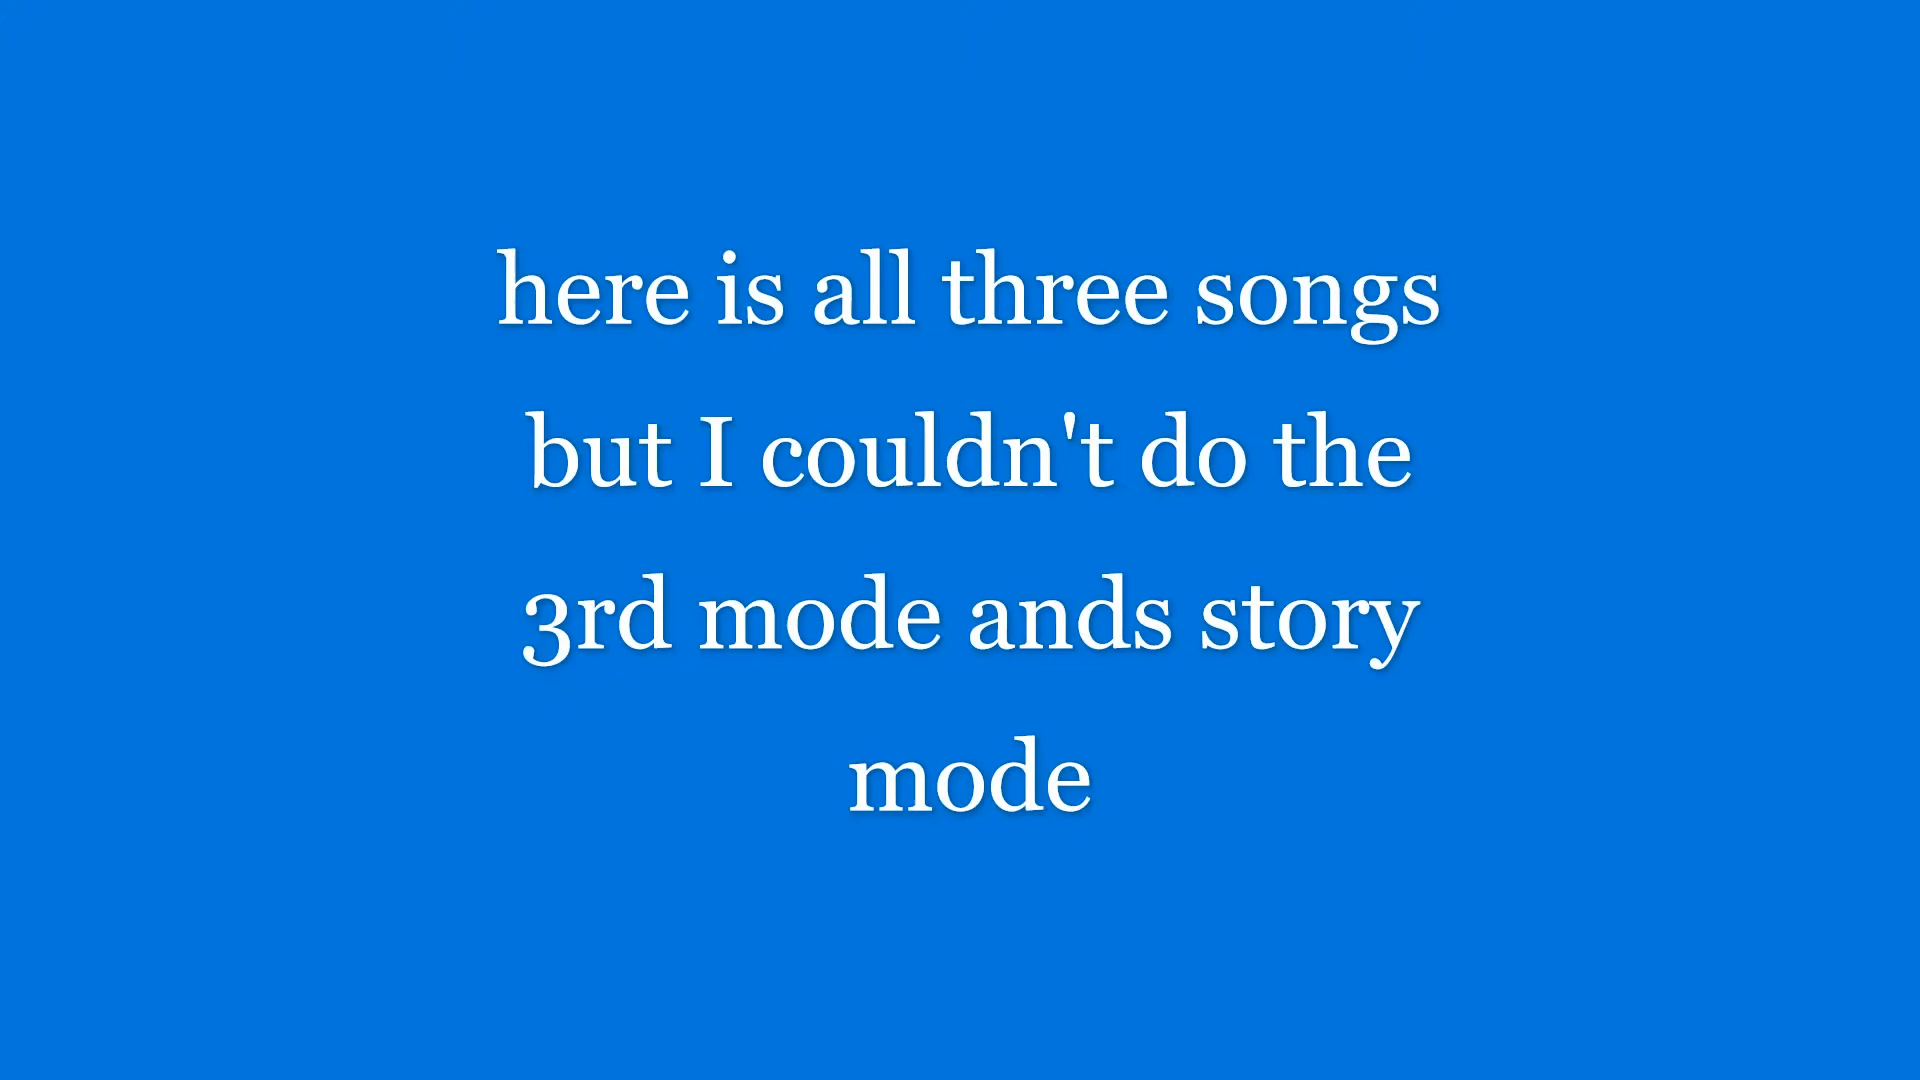 here is all three songs
but I couldn't do the
3rd mode ands story
mode